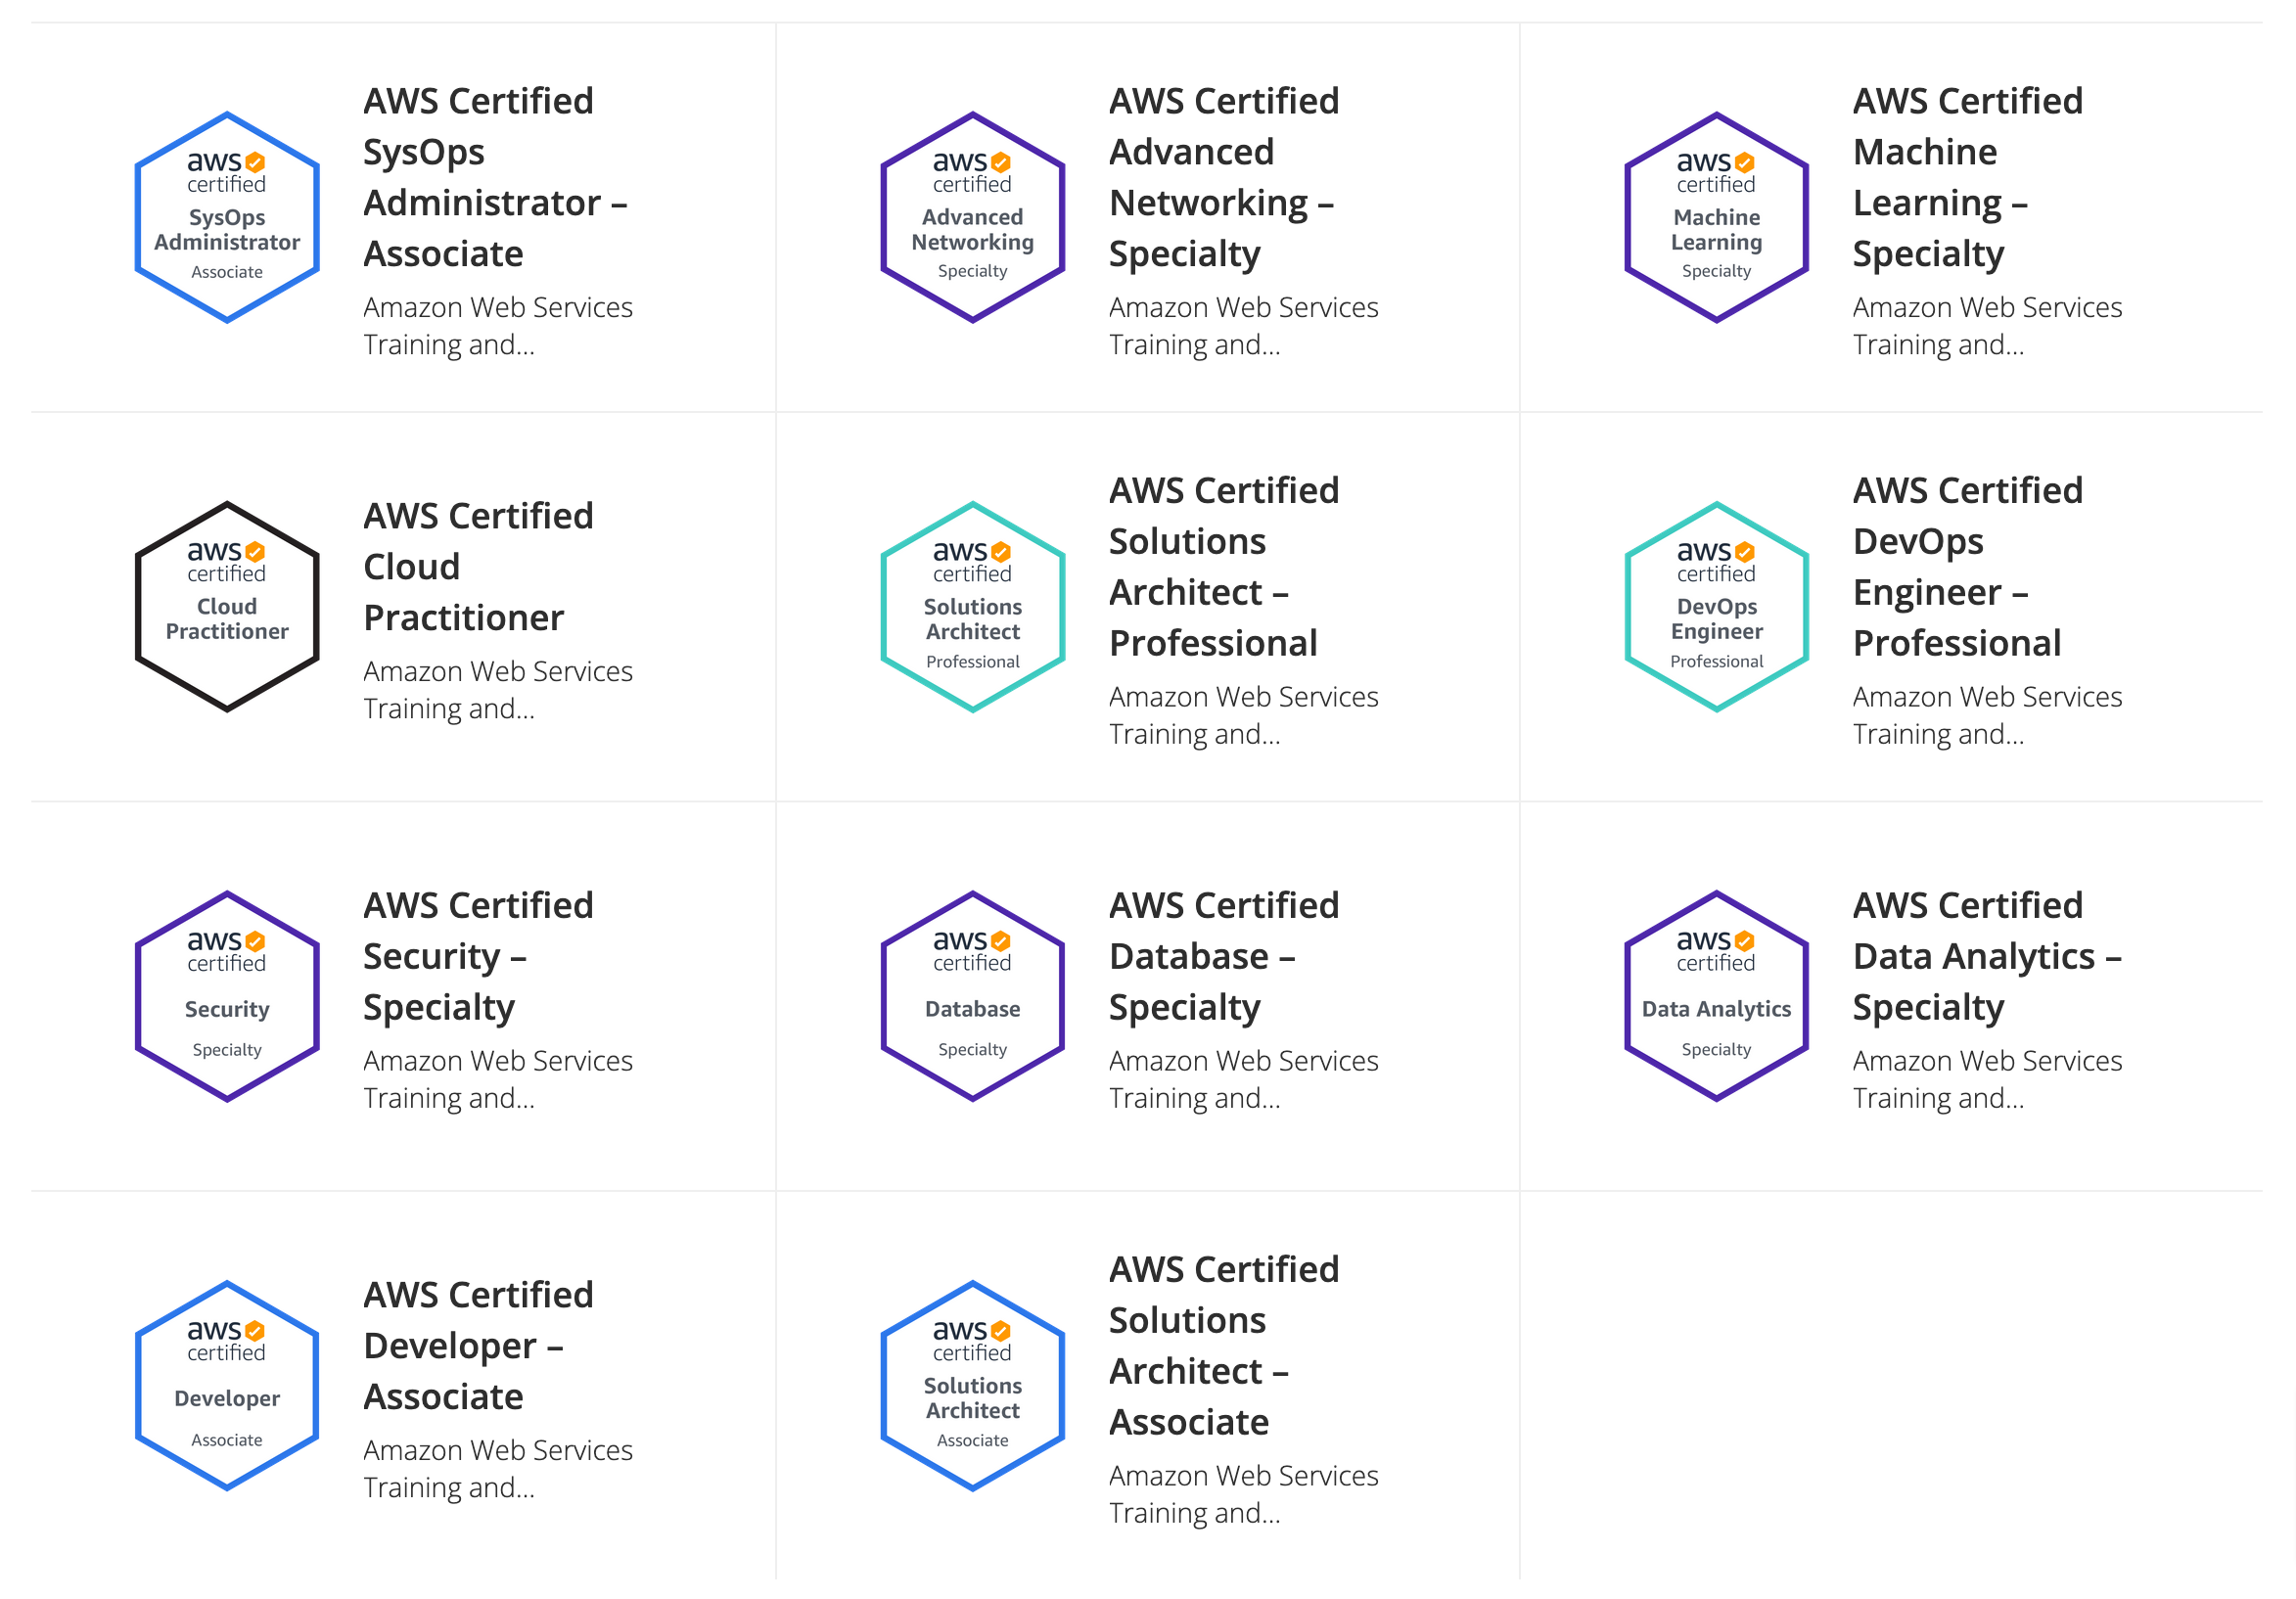 aws
certified
SysOps
Administrator
Associate
AWS Certified
SysOps
Administrator –
Associate
Amazon Web Services
Training and...
aws
certified
Advanced
Networking
Specialty
AWS Certified
Advanced
Networking –
Specialty
Amazon Web Services
Training and...
aws
certified
Machine
Learning
Specialty
AWS Certified
Machine
Learning –
Specialty
Amazon Web Services
Training and...
aws
certified
Cloud
Practitioner
AWS Certified
Cloud
Practitioner
Amazon Web Services
Training and...
aws
certified
Solutions
Architect
Professional
AWS Certified
Solutions
Architect –
Professional
Amazon Web Services
Training and...
aws
certified
DevOps
Engineer
Professional
AWS Certified
DevOps
Engineer –
Professional
Amazon Web Services
Training and...
aws
certified
Security
Specialty
AWS Certified
Security –
Specialty
Amazon Web Services
Training and...
aws
certified
Database
Specialty
AWS Certified
Database –
Specialty
Amazon Web Services
Training and...
aws
certified
Data Analytics
Specialty
AWS Certified
Data Analytics –
Specialty
Amazon Web Services
Training and...
aws
certified
Developer
Associate
AWS Certified
Developer –
Associate
Amazon Web Services
Training and...
aws
certified
Solutions
Architect
Associate
AWS Certified
Solutions
Architect –
Associate
Amazon Web Services
Training and...